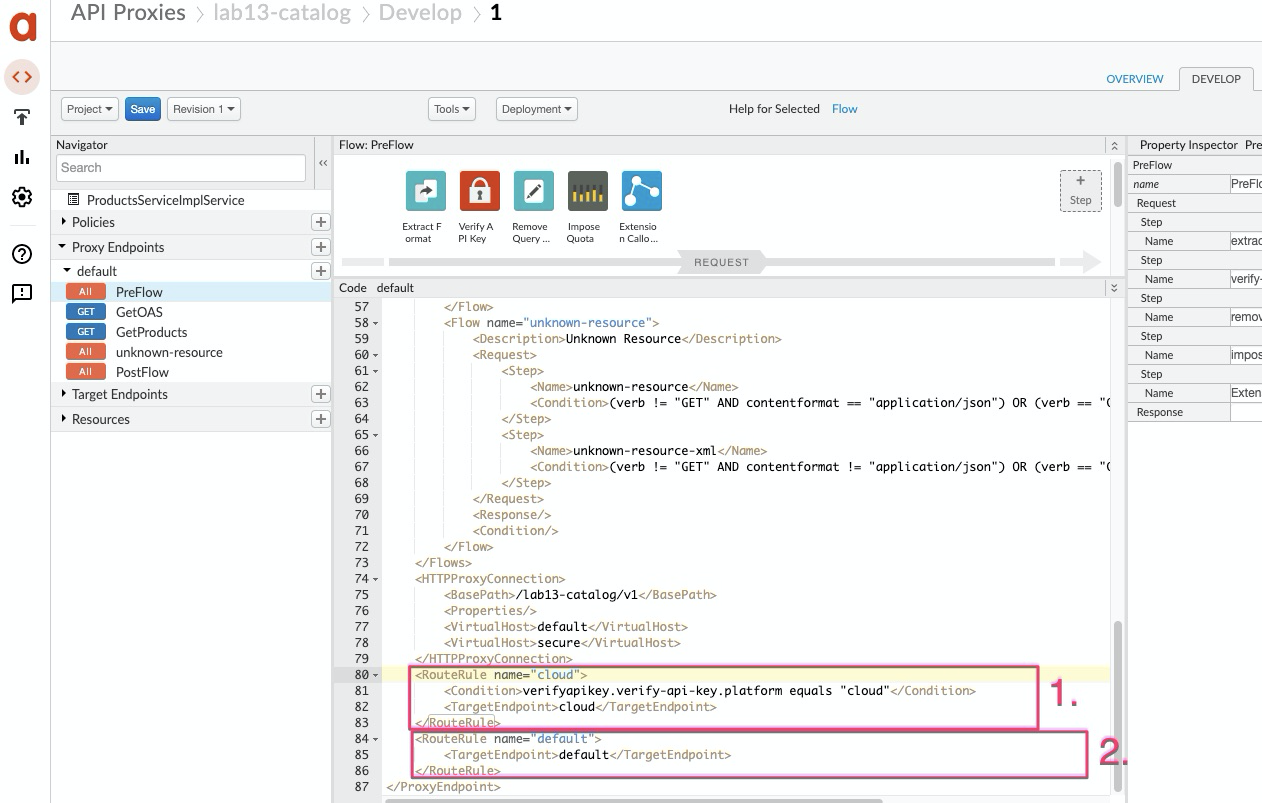 API Proxies > lab13-catalog > Develop > 1
OVERVIEW
DEVELOP
Project
Save
Revision 1
Tools
Deployment
Help for Selected
Flow
Navigator
Search
ProductsServiceImplService
Policies
Proxy Endpoints
default
All PreFlow
GET GetOAS
GET GetProducts
All unknown-resource
All PostFlow
Target Endpoints
Resources
Flow: PreFlow
Extract F
ormat
Verify A
PI Key
Remove
Query ...
Impose
Quota
Extensio
n Callo...
+
Step
REQUEST
Code default
57 </Flow>
58 <Flow name="unknown-resource">
59 <Description>Unknown Resource</Description>
60 <Request>
61 <Step>
62 <Name>unknown-resource</Name>
63 <Condition>(verb != "GET" AND contentformat == "application/json") OR (verb == "
64 </Step>
65 <Step>
66 <Name>unknown-resource-xml</Name>
67 <Condition>(verb != "GET" AND contentformat != "application/json") OR (verb == "
68 </Step>
69 </Request>
70 <Response/>
71 <Condition/>
72 </Flow>
73 </Flows>
74 <HTTPProxyConnection>
75 <BasePath>/lab13-catalog/v1</BasePath>
76 <Properties/>
77 <VirtualHost>default</VirtualHost>
78 <VirtualHost>secure</VirtualHost>
79 </HTTPProxyConnection>
80 <RouteRule name="cloud">
81 <Condition>verifyapikey.verify-api-key.platform equals "cloud"</Condition>
82 <TargetEndpoint>cloud</TargetEndpoint>
83 </RouteRule>
84 <RouteRule name="default">
85 <TargetEndpoint>default</TargetEndpoint>
86 </RouteRule>
87 </ProxyEndpoint>
1.
2.
Property Inspector Pre
PreFlow
name PreFlo
Request
Step
Name extrac
Step
Name verify-
Step
Name remov
Step
Name impos
Step
Name Exten
Response